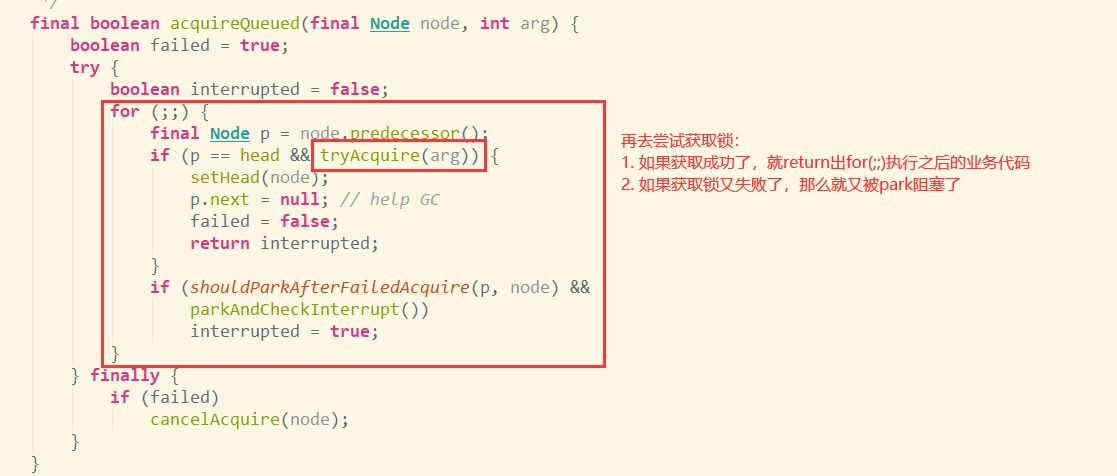 */
final boolean acquireQueued(final Node node, int arg) {
boolean failed = true;
try {
boolean interrupted = false;
for (;;) {
final Node p = node.predecessor();
if (p == head && tryAcquire(arg)) {
setHead(node);
p.next = null; // help GC
failed = false;
return interrupted;
}
if (shouldParkAfterFailedAcquire(p, node) &&
parkAndCheckInterrupt())
interrupted = true;
}
} finally {
if (failed)
cancelAcquire(node);
}
}
再去尝试获取锁：
1. 如果获取成功了，就return出for(;;)执行之后的业务代码
2. 如果获取锁又失败了，那么就又被park阻塞了